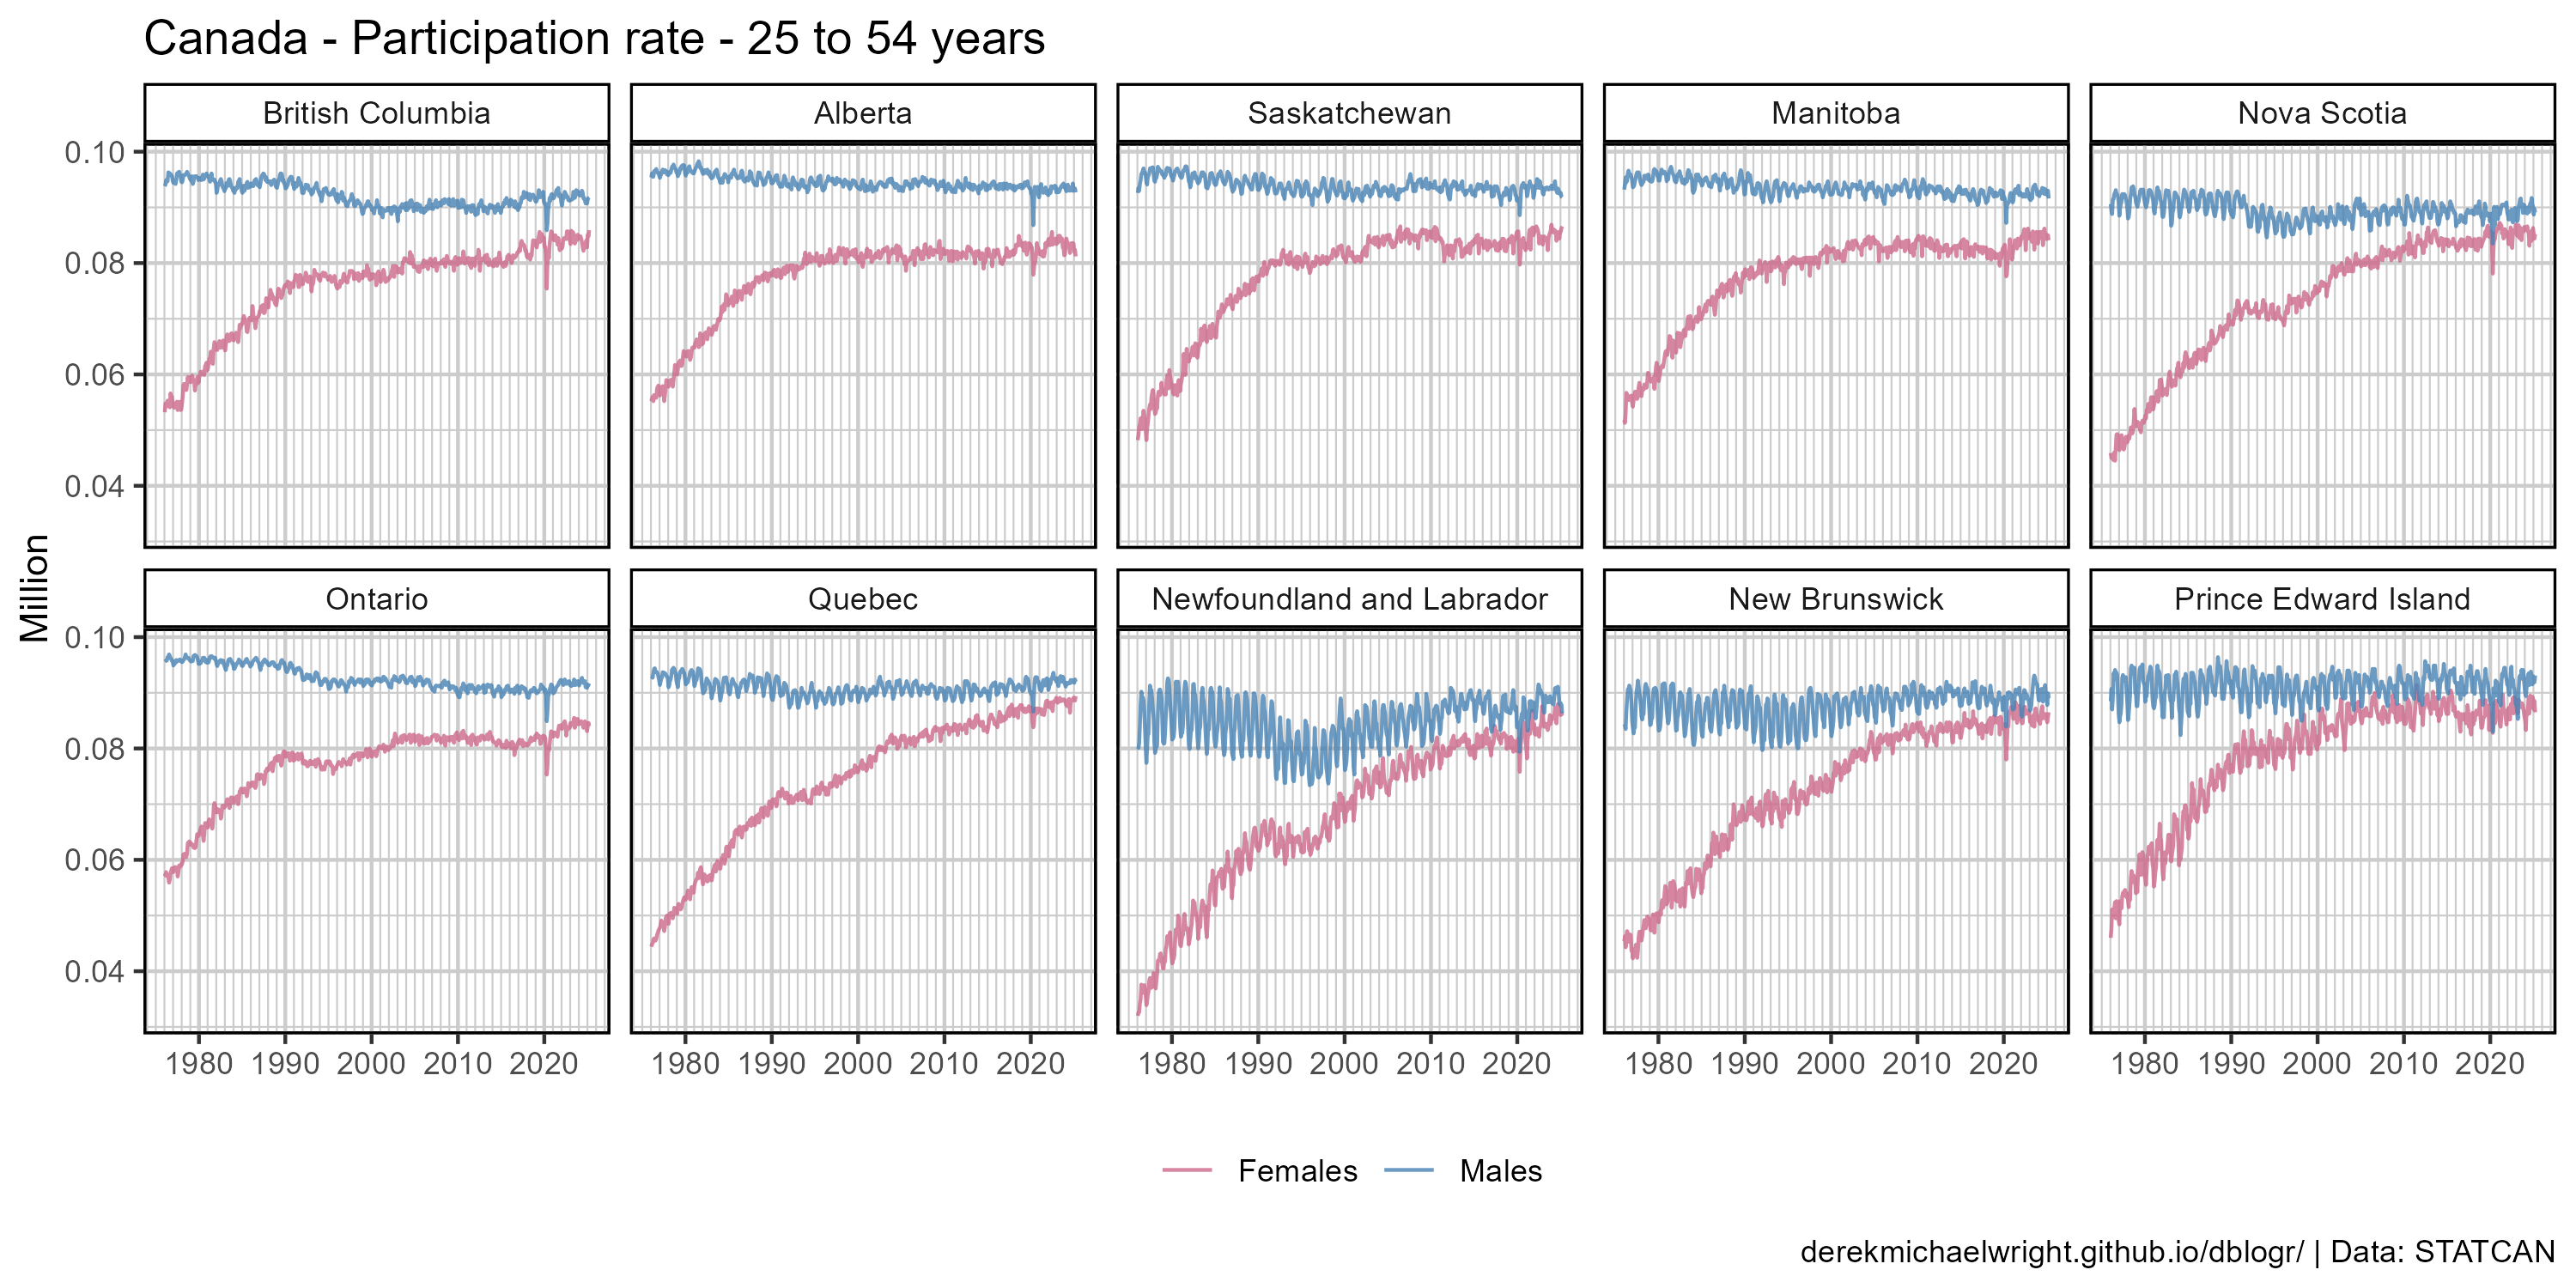 Canada - Participation rate - 25 to 54 years
British Columbia
Alberta
Saskatchewan
Manitoba
Nova Scotia
0.10
0.08
0.06
0.04
Million
Ontario
Quebec
Newfoundland and Labrador
New Brunswick
Prince Edward Island
0.10
0.08
0.06
0.04
1980 1990 2000 2010 2020
1980 1990 2000 2010 2020
1980 1990 2000 2010 2020
1980 1990 2000 2010 2020
1980 1990 2000 2010 2020
Females Males
derekmichaelwright.github.io/dblogr/ | Data: STATCAN